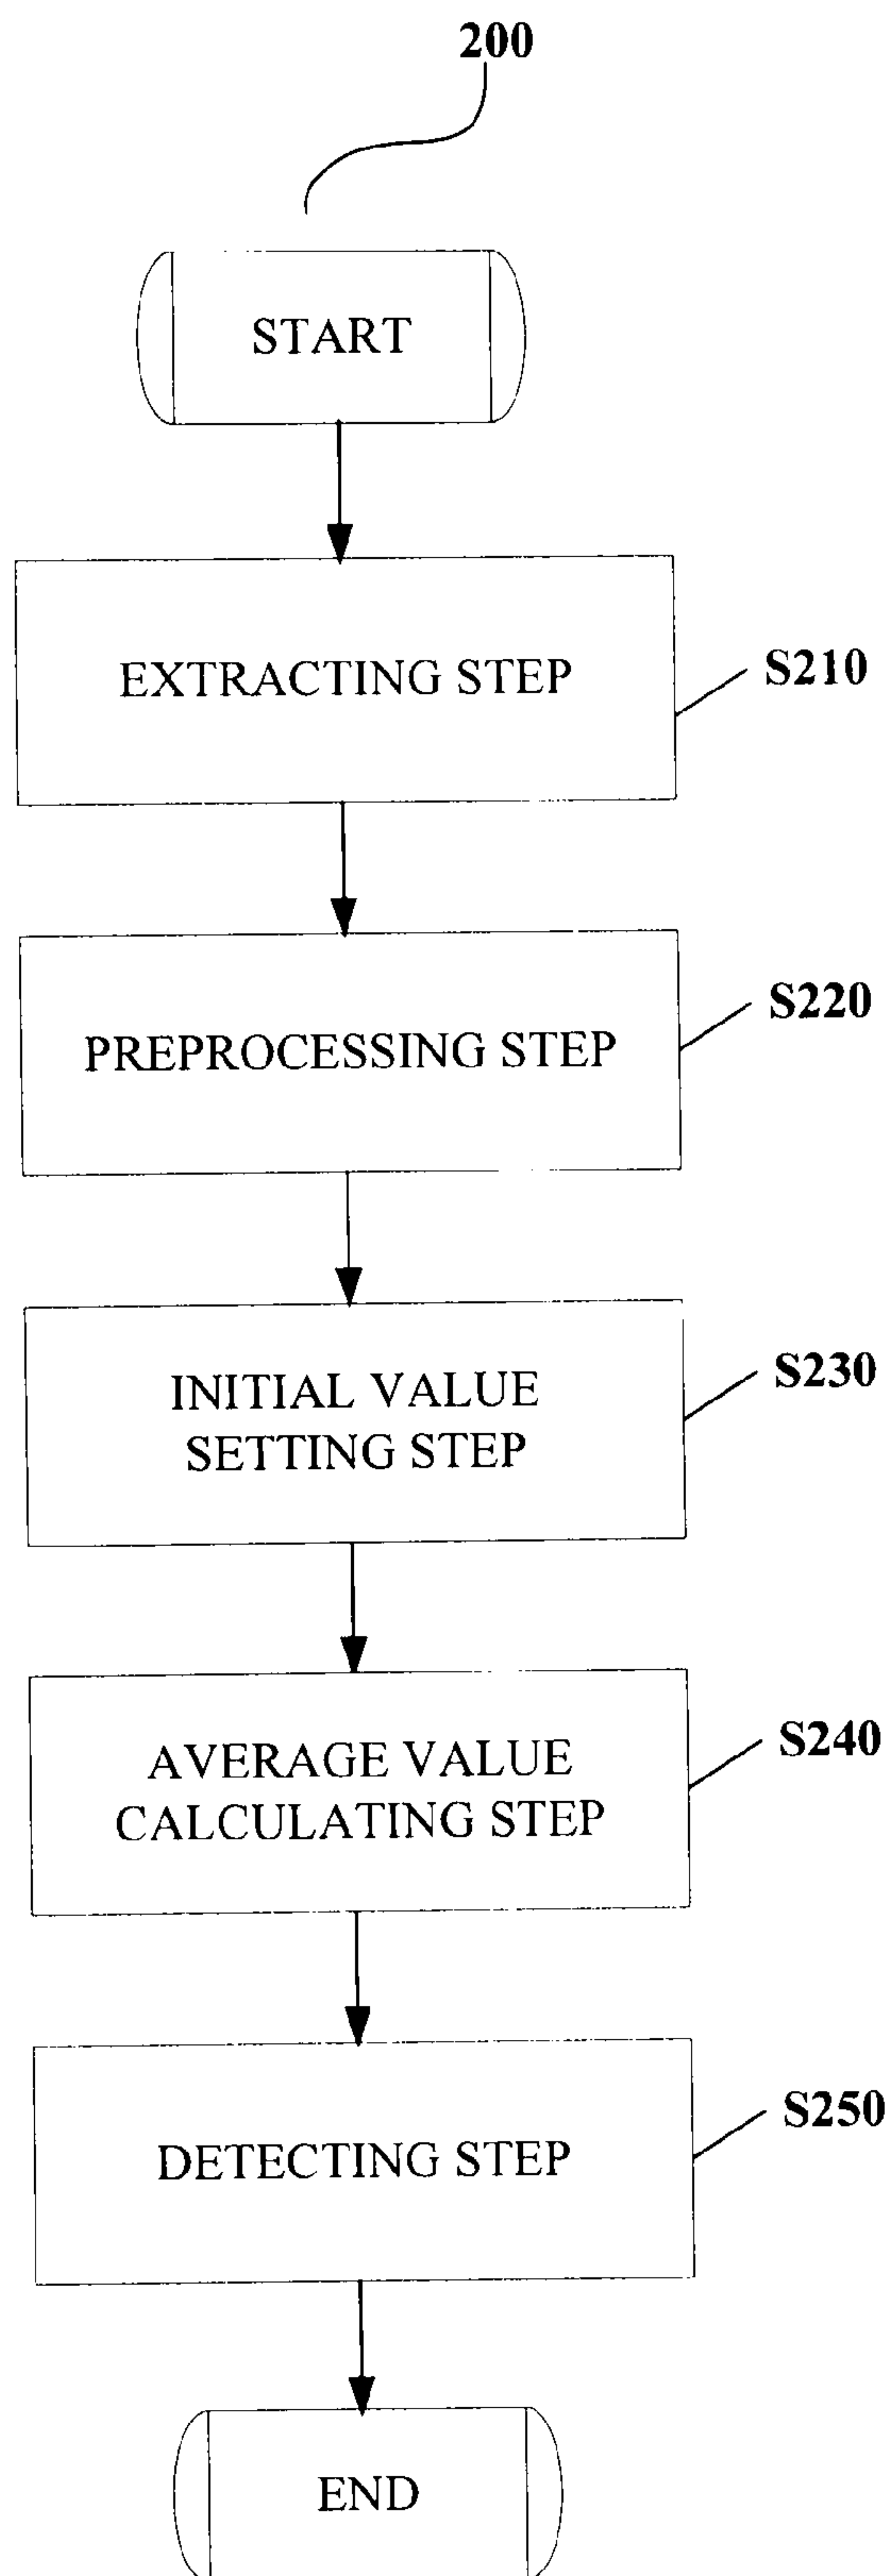 200
START
EXTRACTING STEP
S210
PREPROCESSING STEP
S220
INITIAL VALUE
SETTING STEP
S230
AVERAGE VALUE
CALCULATING STEP
S240
DETECTING STEP
S250
END